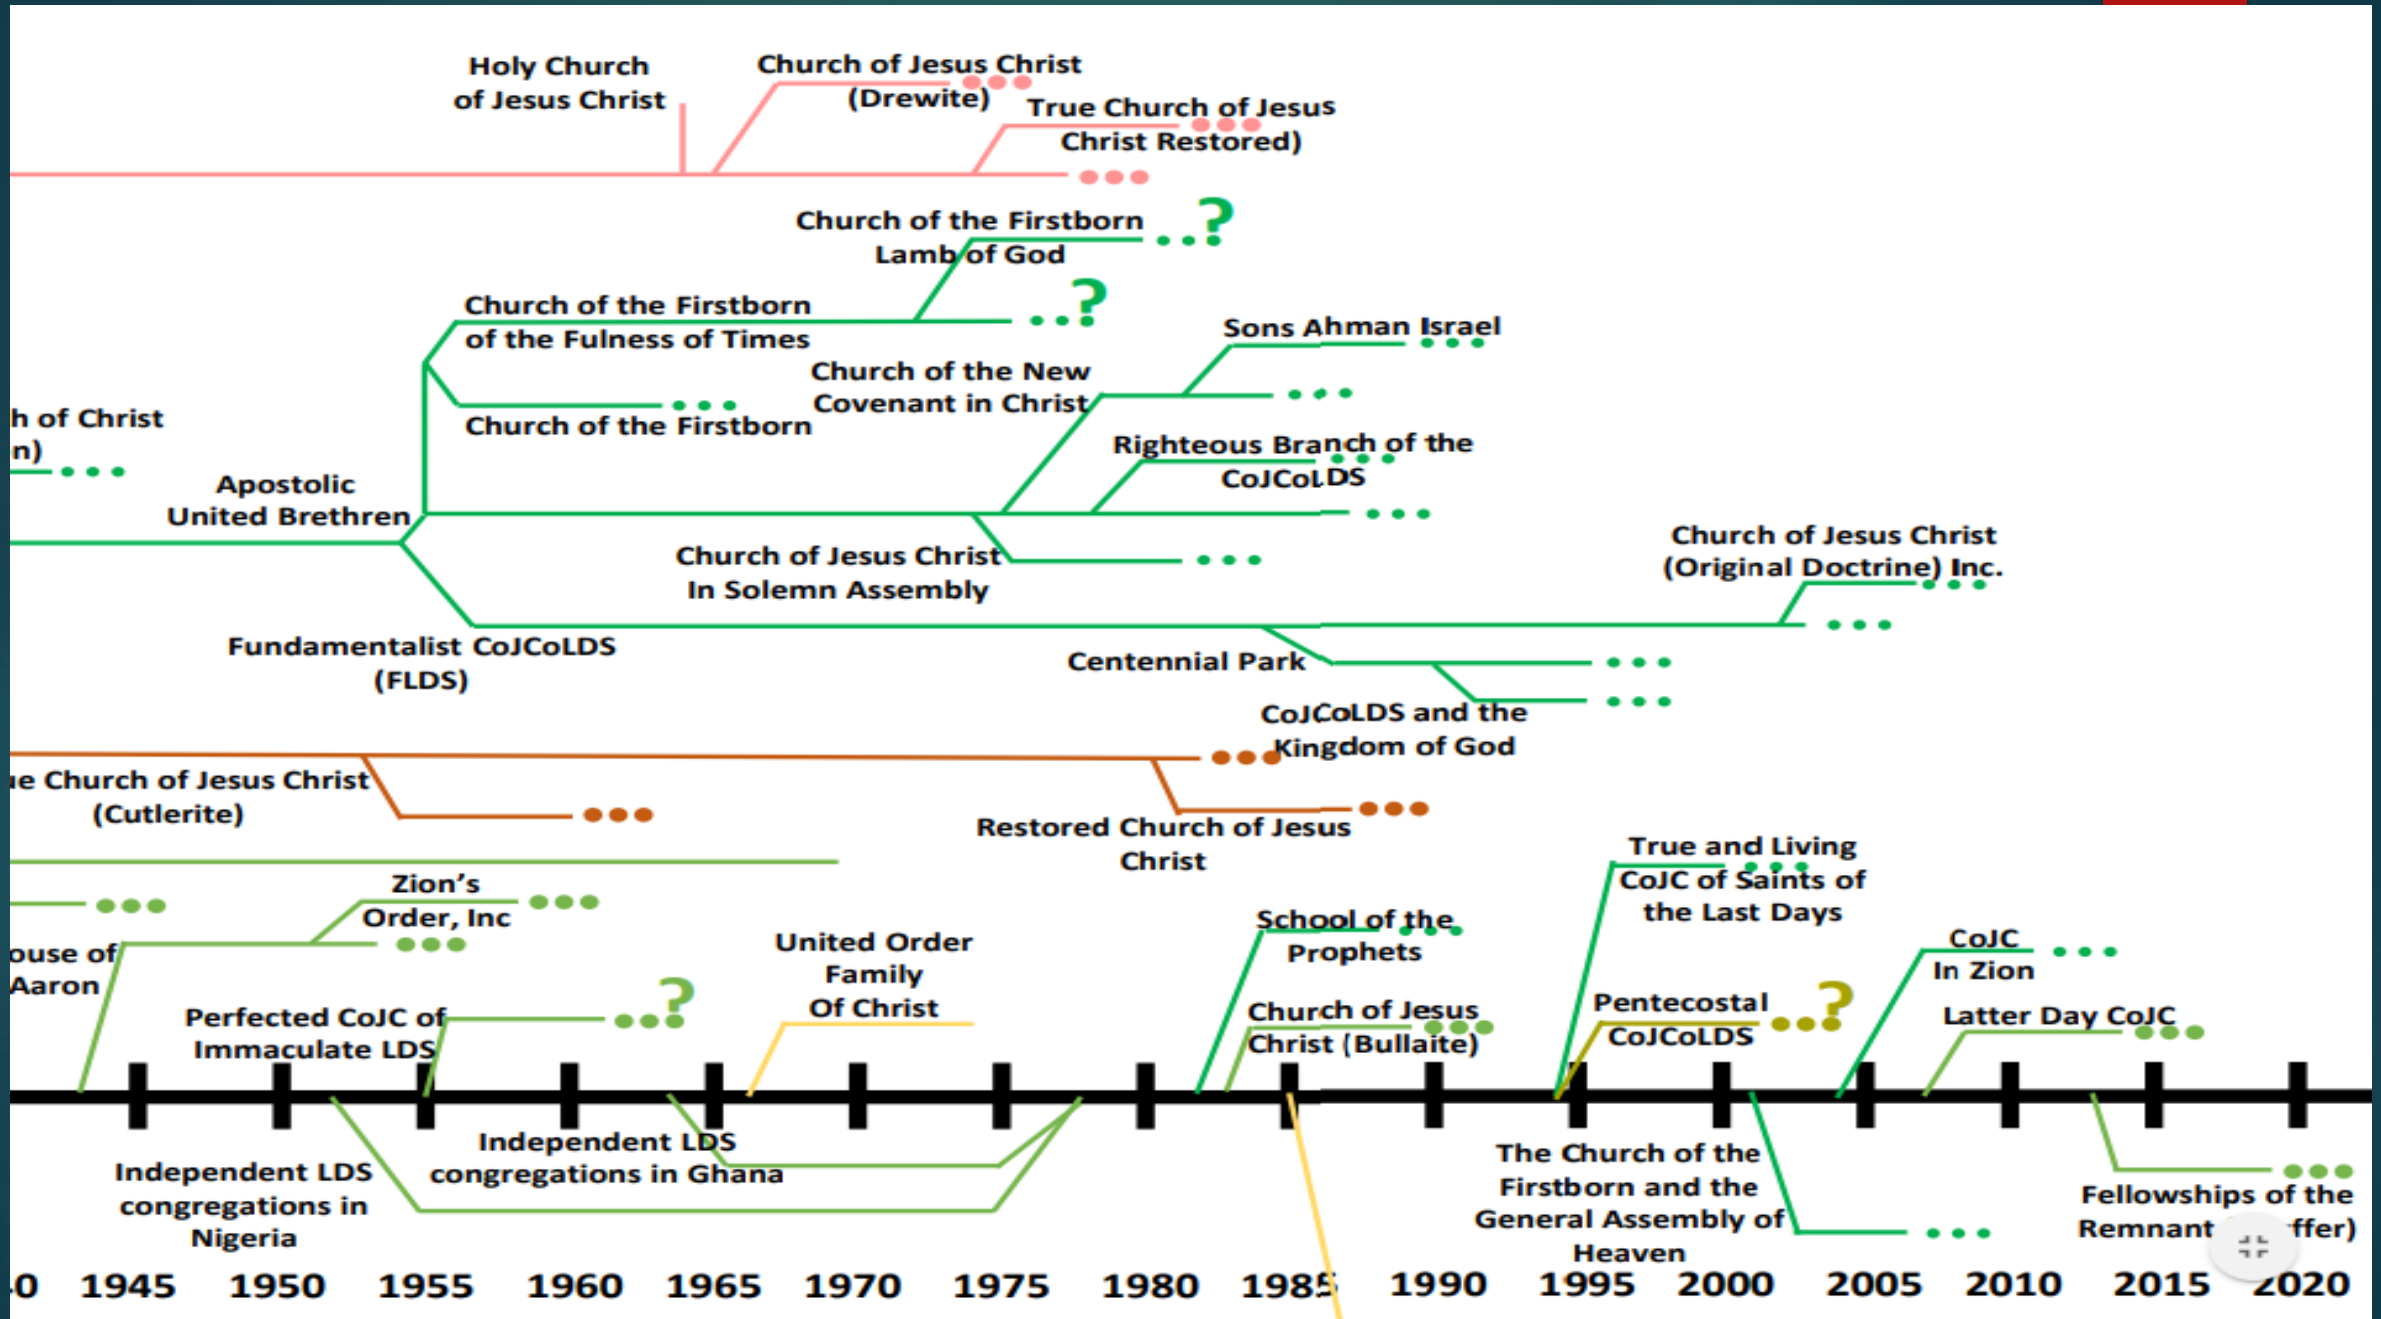 Holy Church
of Jesus Christ
Church of Jesus Christ
(Drewite)
True Church of Jesus
Christ Restored)
Church of the Firstborn
Lamb of God
?
Church of the Firstborn
of the Fulness of Times
?
Sons Ahman Israel
Church of the New
Covenant in Christ
Church of the Firstborn
h of Christ
n)
Righteous Branch of the
CoJCoLDS
Apostolic
United Brethren
Church of Jesus Christ
In Solemn Assembly
Church of Jesus Christ
(Original Doctrine) Inc.
Fundamentalist CoJCoLDS
(FLDS)
Centennial Park
CoJCoLDS and the
Kingdom of God
ue Church of Jesus Christ
(Cutlerite)
Restored Church of Jesus
Christ
True and Living
CoJC of Saints of
the Last Days
Zion's
Order, Inc
ouse of
Aaron
United Order
Family
Of Christ
School of the
Prophets
CoJC
In Zion
Perfected CoJC of
Immaculate LDS
?
Church of Jesus
Christ (Bullaite)
Pentecostal
CoJCoLDS
?
Latter Day CoJC
Independent LDS
congregations in
Nigeria
Independent LDS
congregations in Ghana
The Church of the
Firstborn and the
General Assembly of
Heaven
Fellowships of the
Remnant ffer)
0 1945 1950 1955 1960 1965 1970 1975 1980 1985 1990 1995 2000 2005 2010 2015 2020